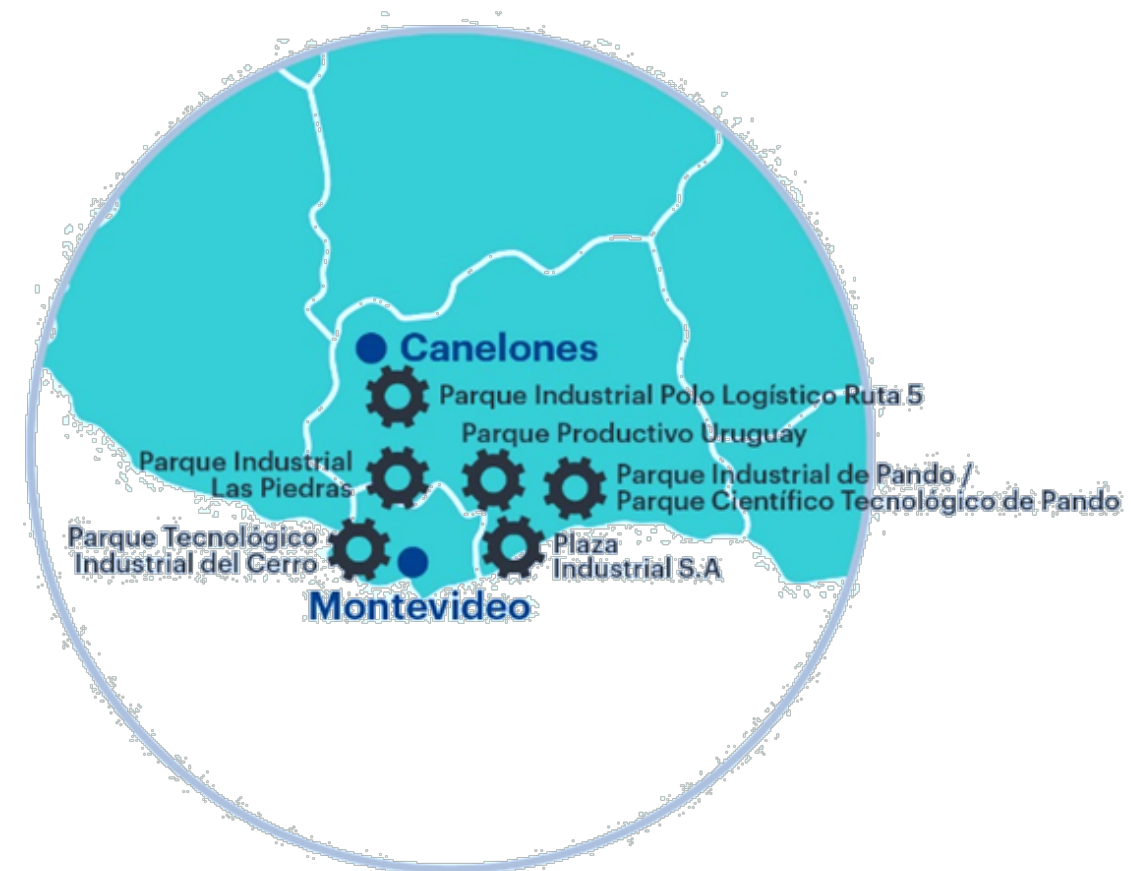 Canelones
Parque Industrial Polo Logístico Ruta 5
Parque Productivo Uruguay
Parque Industrial
Las Piedras
Parque Industrial de Pando /
Parque Científico Tecnológico de Pando
Parque Tecnológico
Industrial del Cerro
Plaza
Industrial S.A
Montevideo